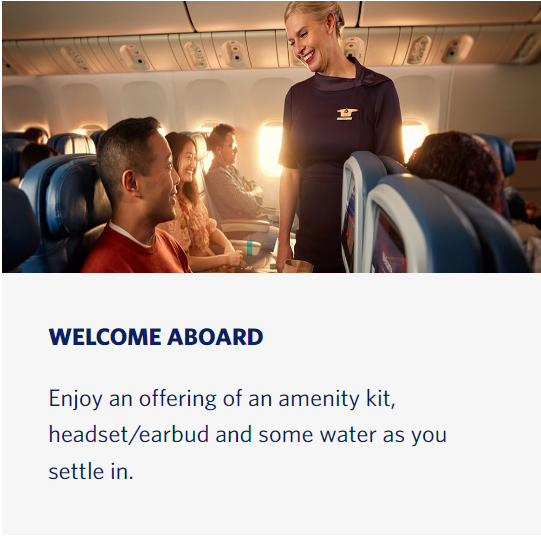 WELCOME ABOARD
Enjoy an offering of an amenity kit,
headset/earbud and some water as you
settle in.